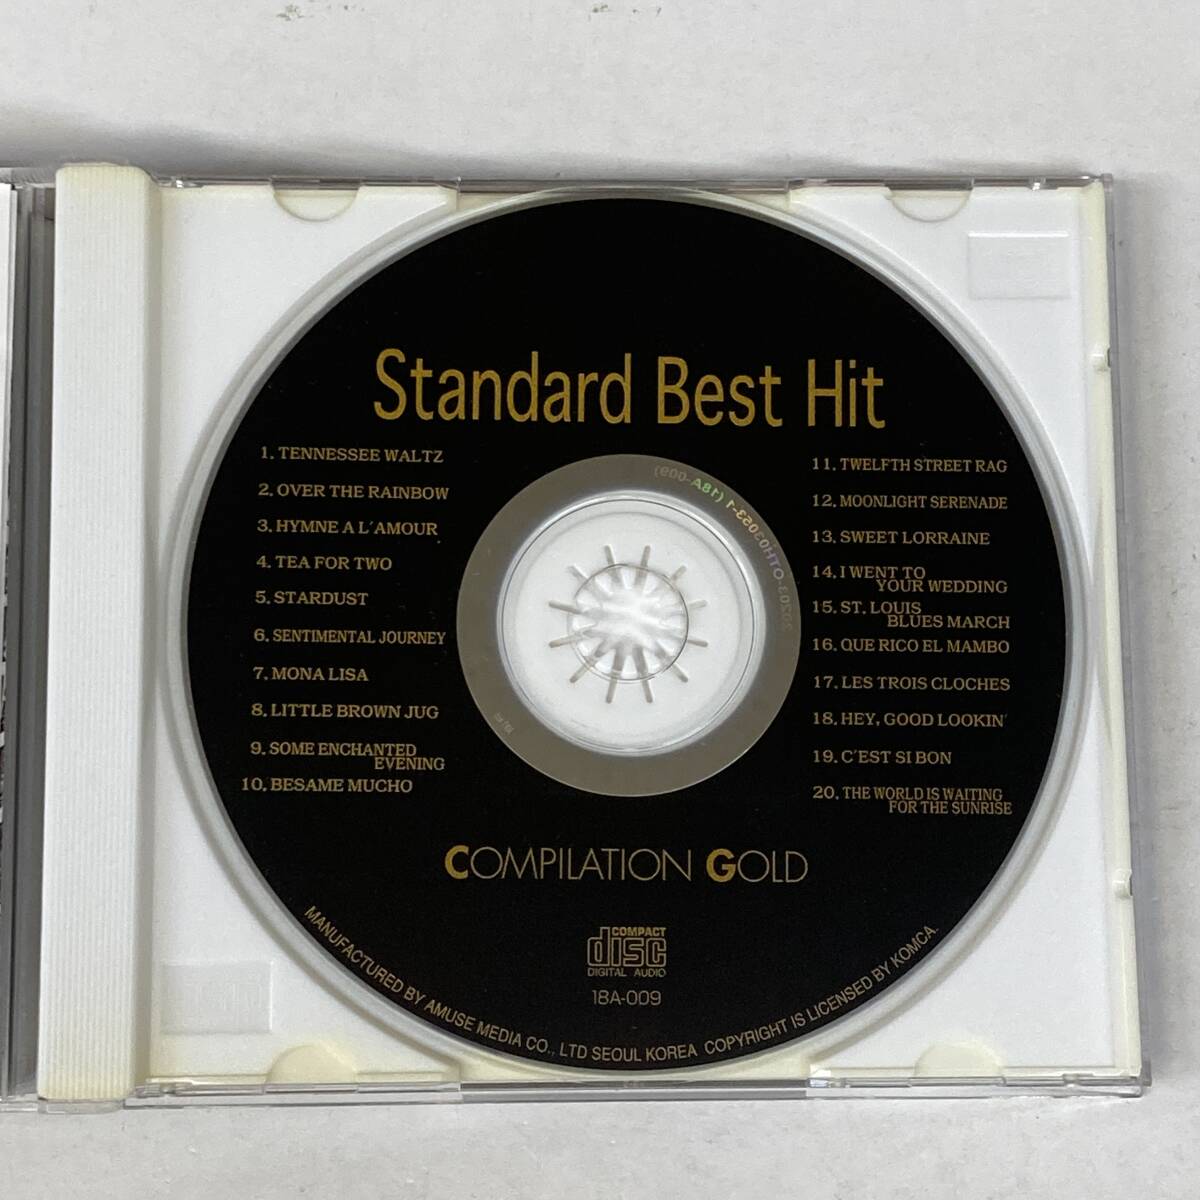 Standard Best Hit
1. TENNESSEE WALTZ
2. OVER THE RAINBOW
3. HYMNE A L'AMOUR
4. TEA FOR TWO
5. STARDUST
6. SENTIMENTAL JOURNEY
7. MONA LISA
8. LITTLE BROWN JUG
9. SOME ENCHANTED
EVENING
10. BESAME MUCHO
11. TWELFTH STREET RAG
12. MOONLIGHT SERENADE
13. SWEET LORRAINE
14. I WENT TO
YOUR WEDDING
15. ST. LOUIS
BLUES MARCH
16. QUE RICO EL MAMBO
17. LES TROIS CLOCHES
18. HEY, GOOD LOOKIN'
19. C'EST SI BON
20. THE WORLD IS WAITING
FOR THE SUNRISE
COMPILATION GOLD
COMPACT
disc
DIGITAL AUDIO
18A-009
MANUFACTURED BY AMUSE MEDIA CO., LTD SEOUL KOREA COPYRIGHT IS LICENSED BY KOMCA.